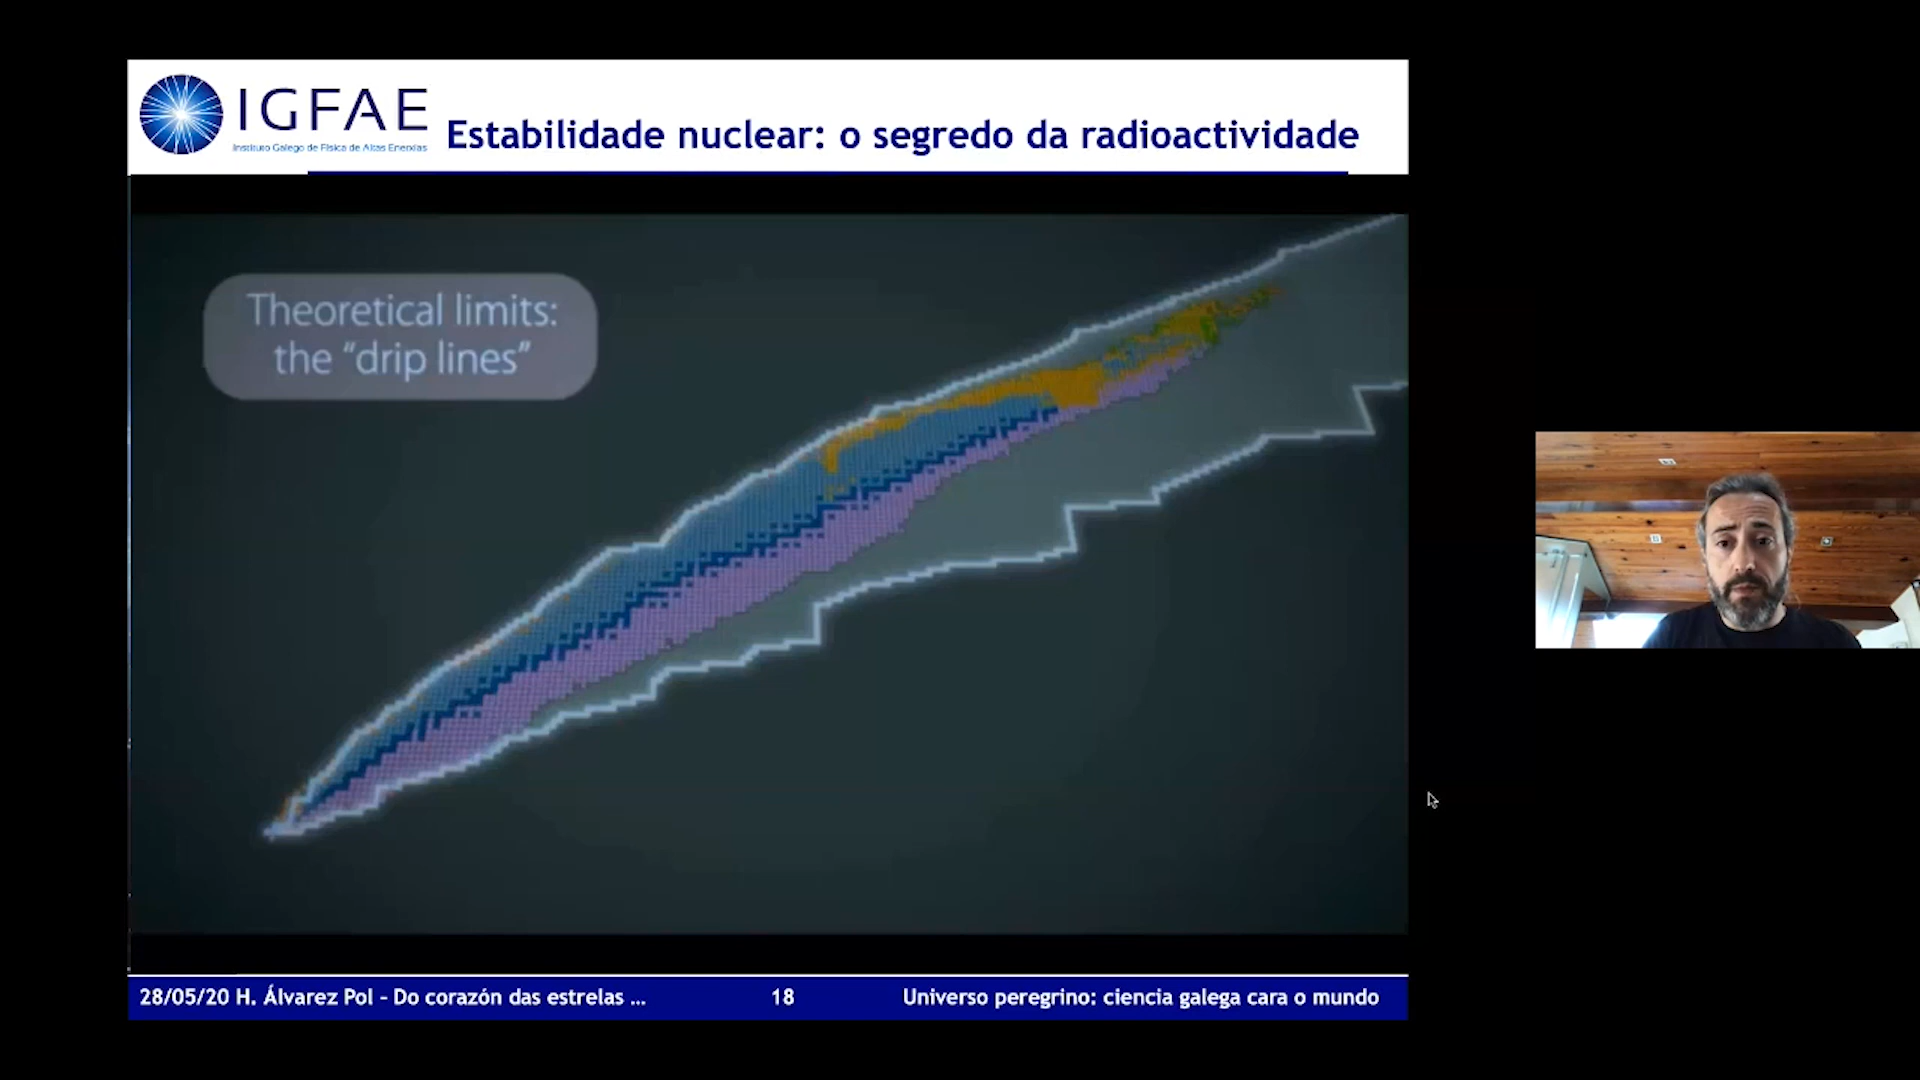 IGFAE
Instituto Galego de Física de Altas Enerxías
Estabilidade nuclear: o segredo da radioactividade
Theoretical limits:
the “drip lines”
28/05/20 H. Álvarez Pol - Do corazón das estrelas ...
18
Universo peregrino: ciencia galega cara o mundo